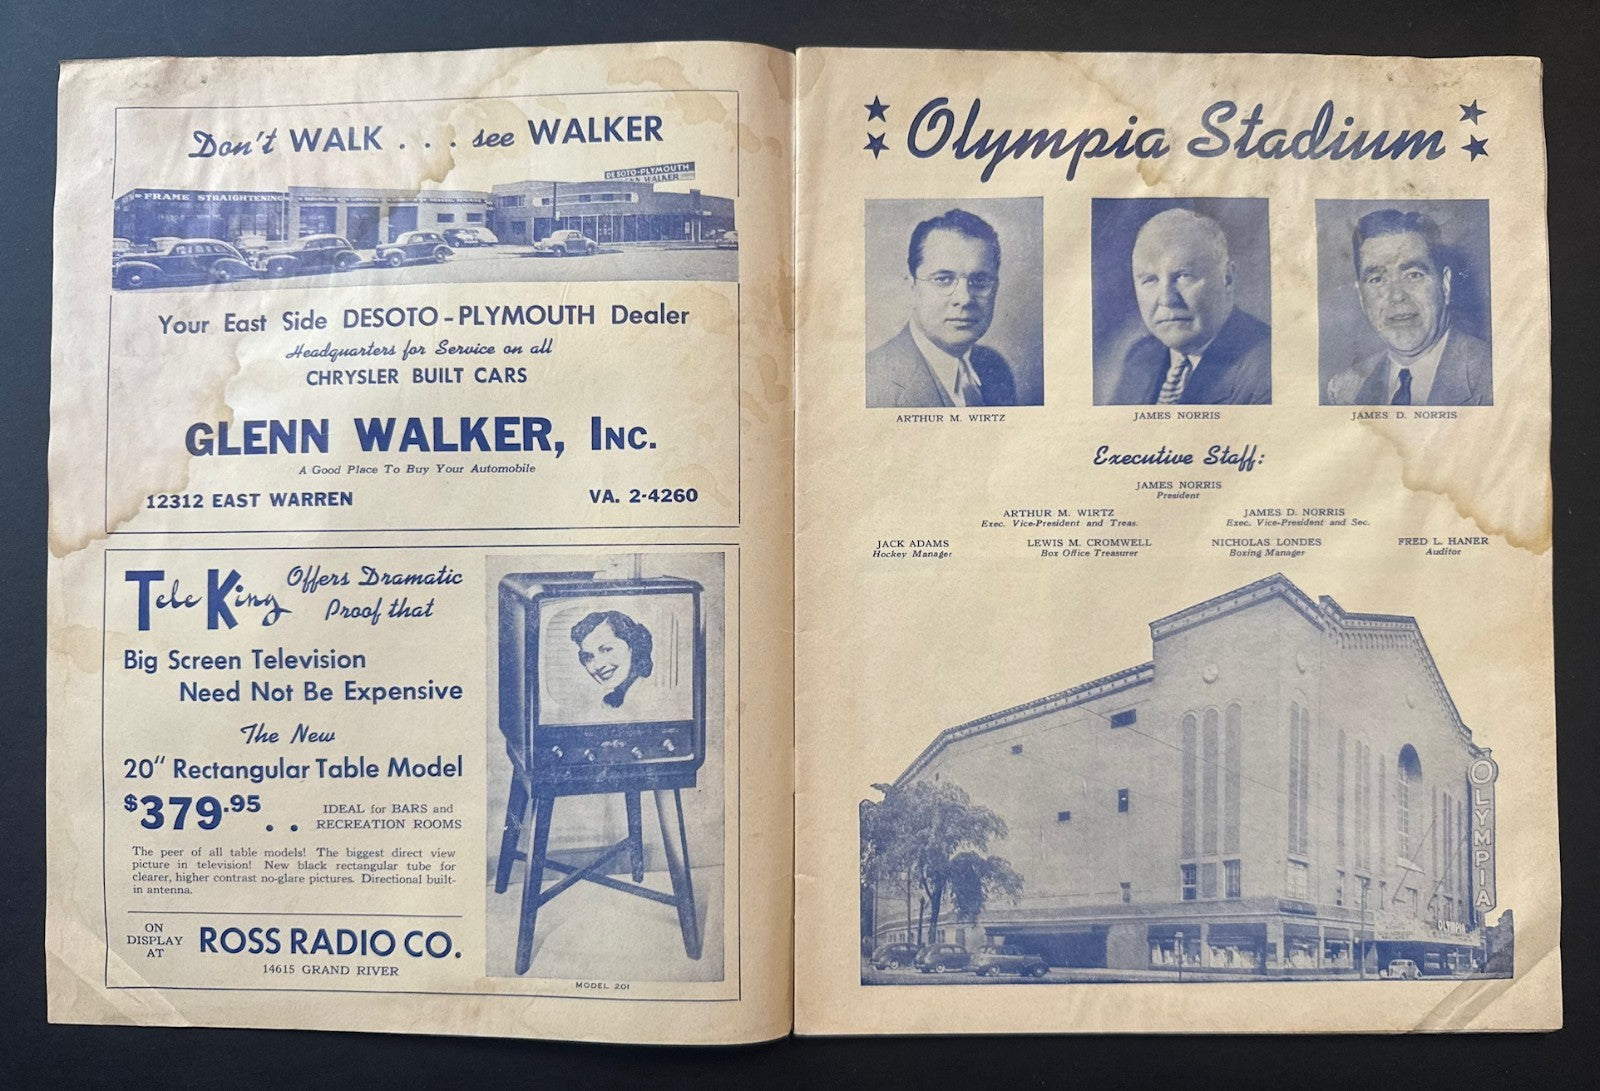 Don't WALK . . . see WALKER
DE SOTO-PLYMOUTH
GLENN WALKER
FRAME STRAIGHTENING
Your East Side DESOTO-PLYMOUTH Dealer
Headquarters for Service on all
CHRYSLER BUILT CARS
GLENN WALKER, INC.
A Good Place To Buy Your Automobile
12312 EAST WARREN VA. 2-4260
Tele King Offers Dramatic
Proof that
Big Screen Television
Need Not Be Expensive
The New
20" Rectangular Table Model
$379.95 . .
IDEAL for BARS and
RECREATION ROOMS
The peer of all table models! The biggest direct view
picture in television! New black rectangular tube for
clearer, higher contrast no-glare pictures. Directional built-
in antenna.
ON
DISPLAY
AT
ROSS RADIO CO.
14615 GRAND RIVER
MODEL 201
Olympia Stadium
ARTHUR M. WIRTZ
JAMES NORRIS
JAMES D. NORRIS
Executive Staff:
JAMES NORRIS
President
ARTHUR M. WIRTZ
Exec. Vice-President and Treas.
JAMES D. NORRIS
Exec. Vice-President and Sec.
JACK ADAMS
Hockey Manager
LEWIS M. CROMWELL
Box Office Treasurer
NICHOLAS LONDES
Boxing Manager
FRED L. HANER
Auditor
OLYMPIA
OLYMPIA